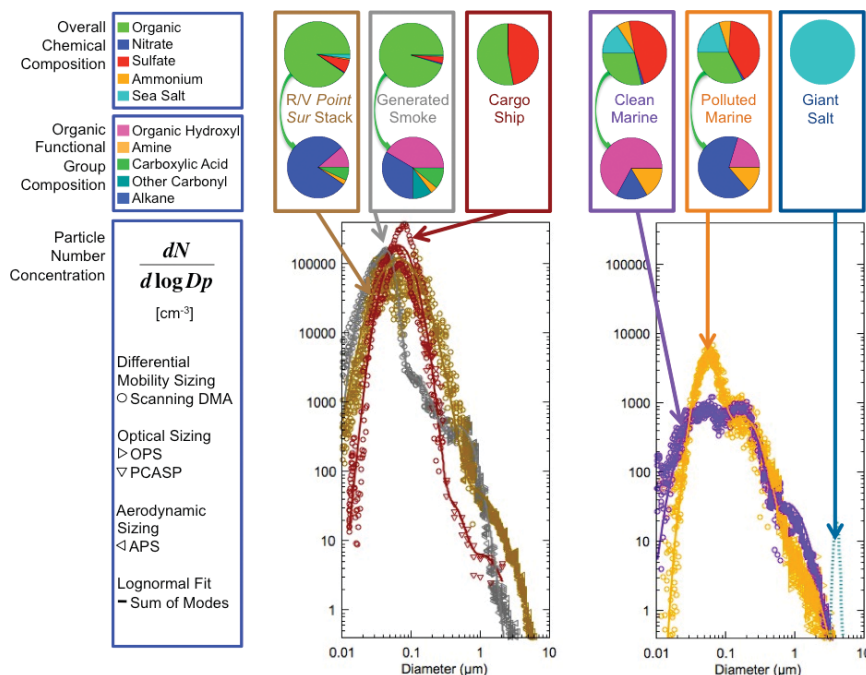 Overall
Chemical
Composition
Organic
Nitrate
Sulfate
Ammonium
Sea Salt
Organic
Functional
Group
Composition
Organic Hydroxyl
Amine
Carboxylic Acid
Other Carbonyl
Alkane
R/V Point
Sur Stack
Generated
Smoke
Cargo
Ship
Clean
Marine
Polluted
Marine
Giant
Salt
Particle
Number
Concentration
dN
d log Dp
[cm-3]
Differential
Mobility Sizing
Scanning DMA
Optical Sizing
OPS
PCASP
Aerodynamic
Sizing
APS
Lognormal Fit
Sum of Modes
100000
10000
1000
100
10
1
0.01
0.1
1
10
Diameter (µm)
100000
10000
1000
100
10
1
0.01
0.1
1
10
Diameter (µm)